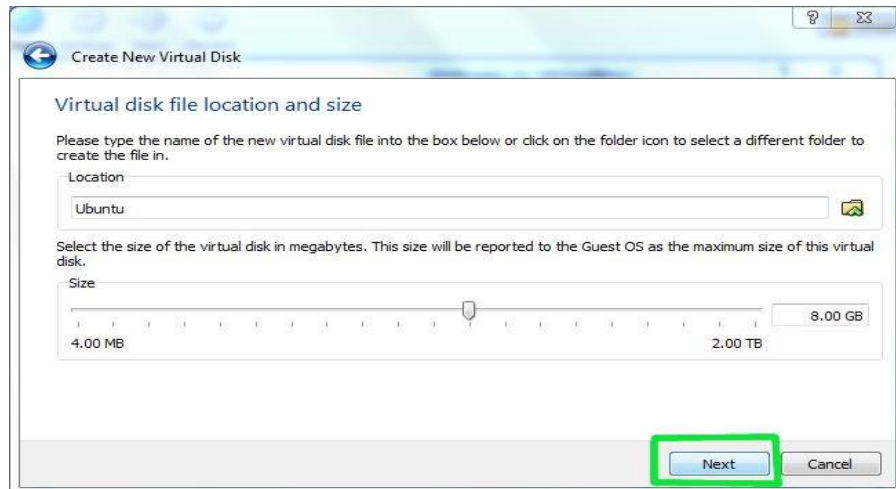 Create New Virtual Disk
Virtual disk file location and size
Please type the name of the new virtual disk file into the box below or click on the folder icon to select a different folder to
create the file in.
Location
Ubuntu
Select the size of the virtual disk in megabytes. This size will be reported to the Guest OS as the maximum size of this virtual
disk.
Size
8.00 GB
4.00 MB 2.00 TB
Next Cancel